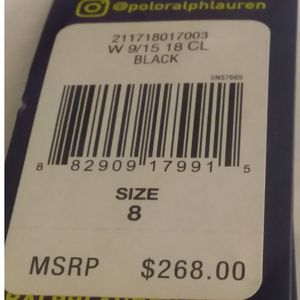 @poloralphlauren
211718017003
W 9/15 18 CL
BLACK
8 82909 17991 5
SIZE
8
MSRP $268.00